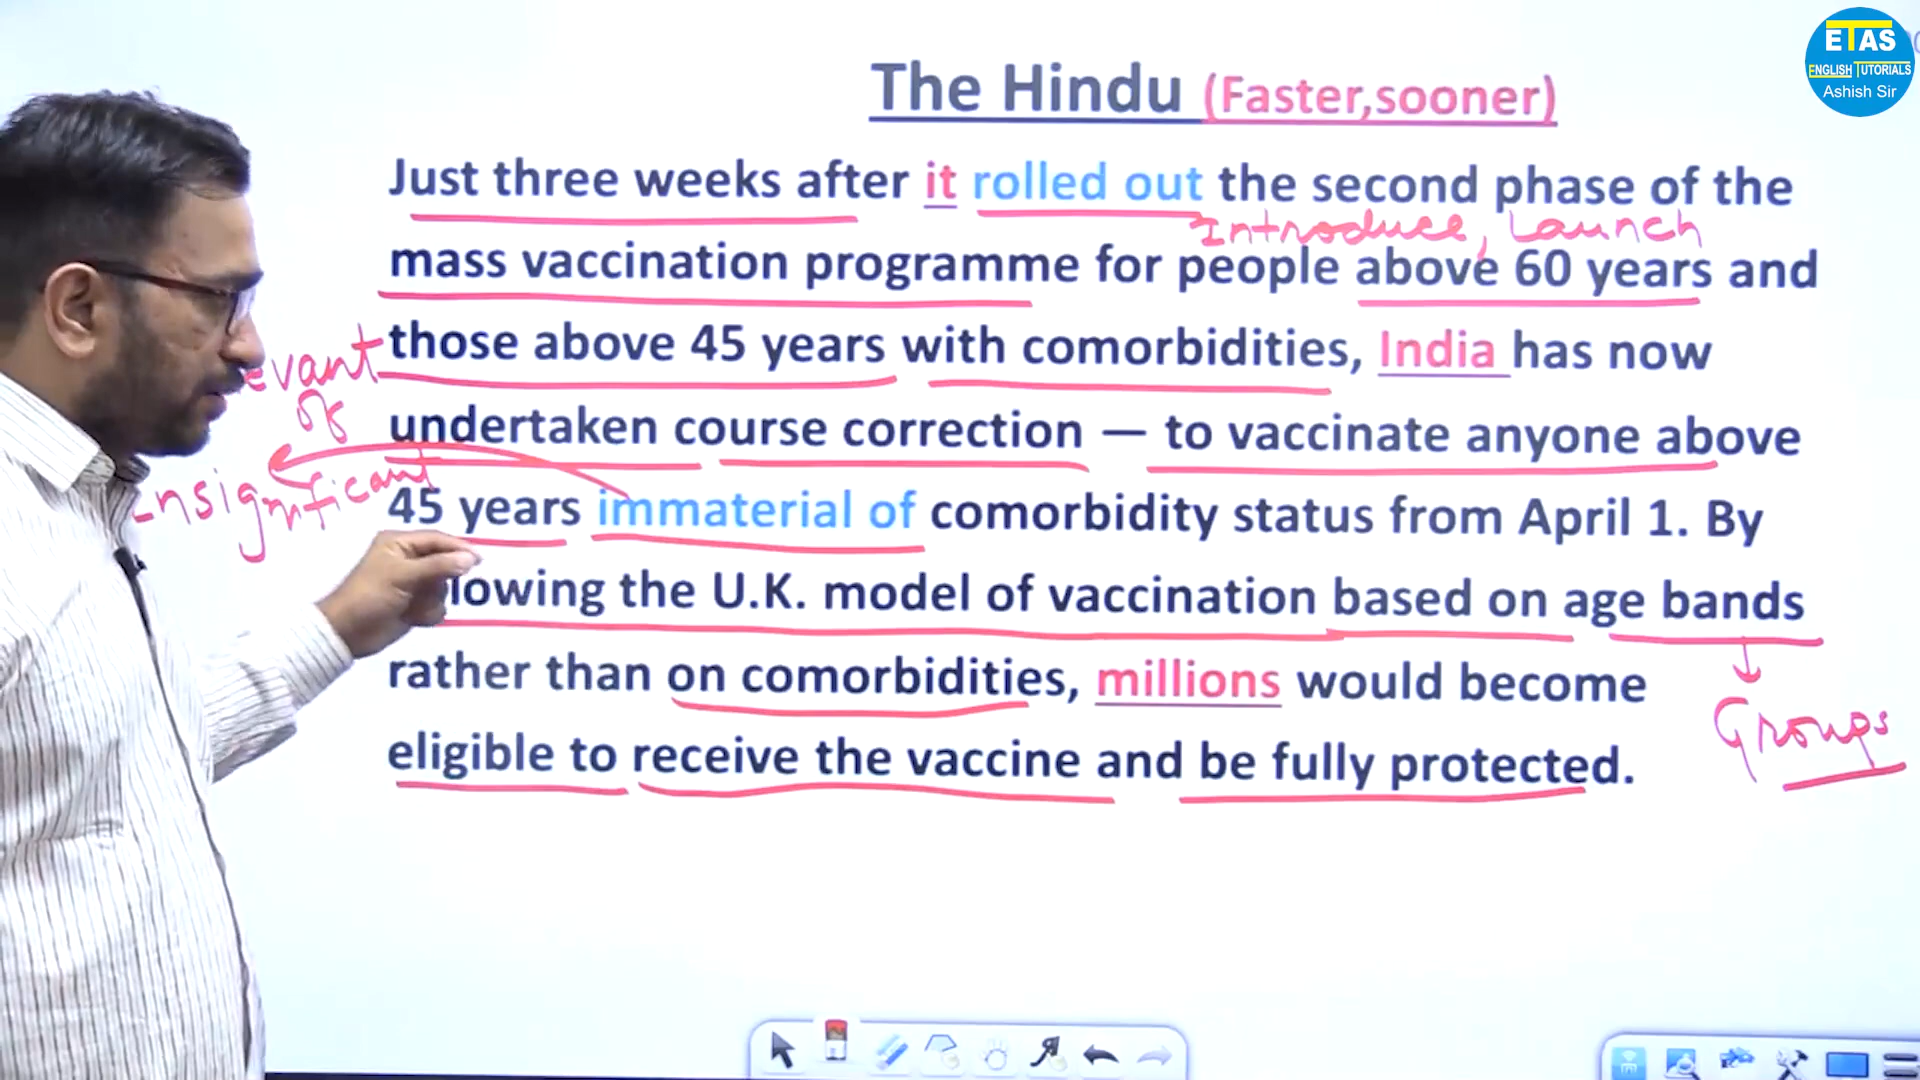 ETAS
ENGLISH TUTORIALS
Ashish Sir
The Hindu (Faster,sooner)
Just three weeks after it rolled out the second phase of the
Introduce, Launch
mass vaccination programme for people above 60 years and
those above 45 years with comorbidities, India has now
evant
of
undertaken course correction — to vaccinate anyone above
Insignificant
45 years immaterial of comorbidity status from April 1. By
lowing the U.K. model of vaccination based on age bands
rather than on comorbidities, millions would become
Groups
eligible to receive the vaccine and be fully protected.